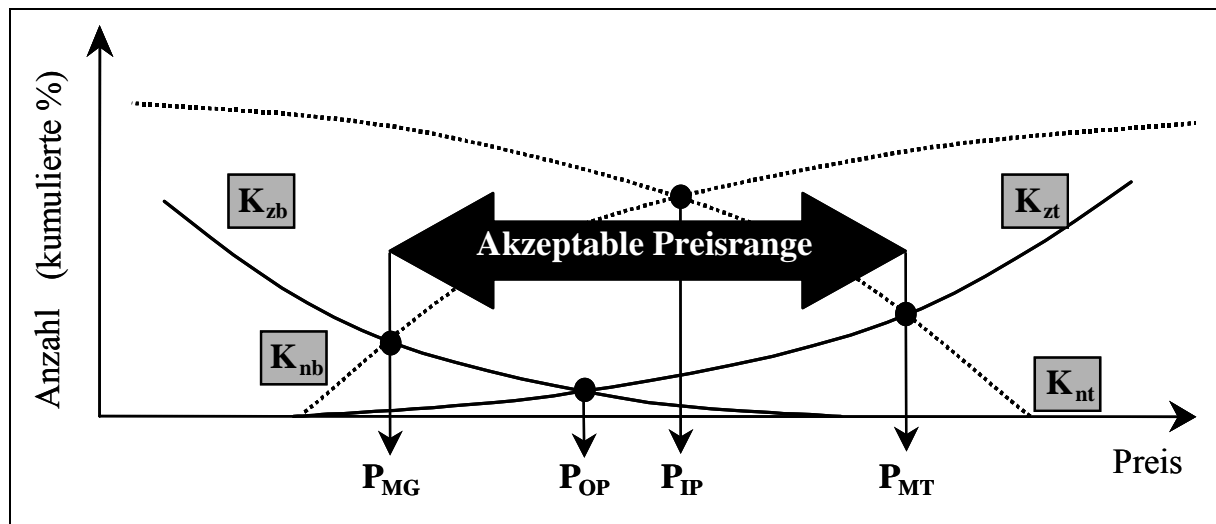 Anzahl (kumulierte %)
K_zb
K_zt
Akzeptable Preisrange
K_nb
K_nt
P_MG
P_OP
P_IP
P_MT
Preis